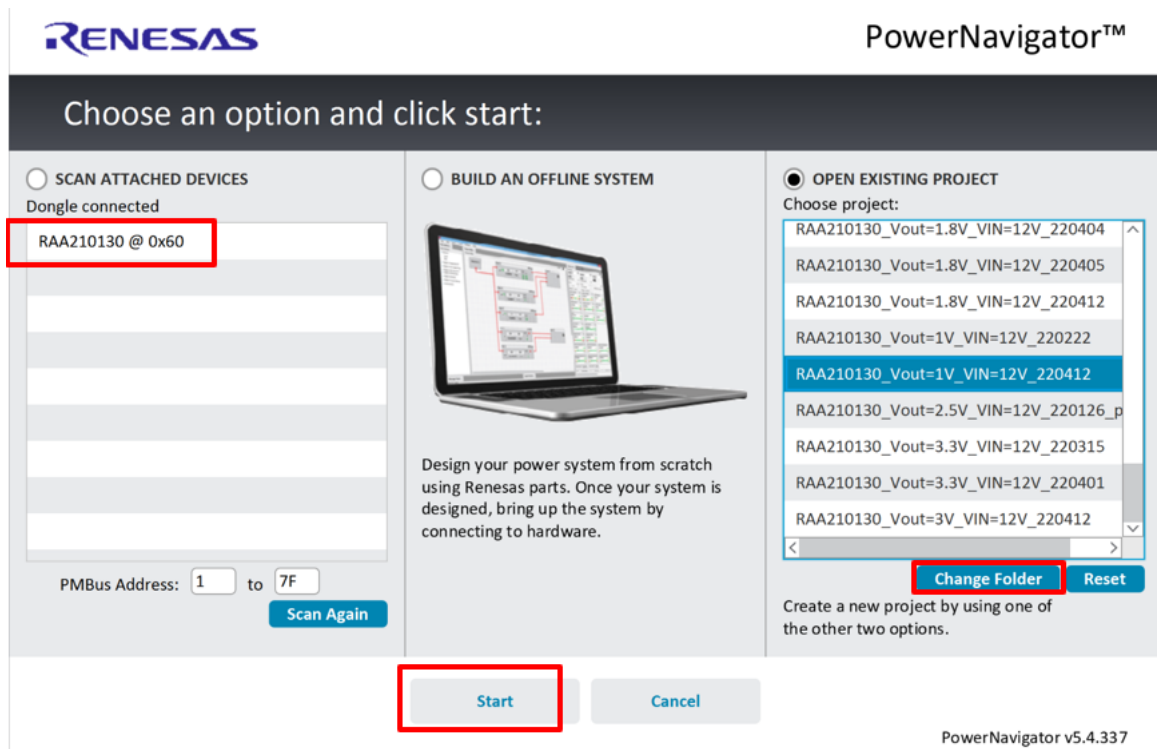 RENESAS
PowerNavigator™
Choose an option and click start:
SCAN ATTACHED DEVICES
Dongle connected
RAA210130 @ 0x60
PMBus Address: 1 to 7F
Scan Again
BUILD AN OFFLINE SYSTEM
Design your power system from scratch
using Renesas parts. Once your system is
designed, bring up the system by
connecting to hardware.
OPEN EXISTING PROJECT
Choose project:
RAA210130_Vout=1.8V_VIN=12V_220404
RAA210130_Vout=1.8V_VIN=12V_220405
RAA210130_Vout=1.8V_VIN=12V_220412
RAA210130_Vout=1V_VIN=12V_220222
RAA210130_Vout=1V_VIN=12V_220412
RAA210130_Vout=2.5V_VIN=12V_220126_p
RAA210130_Vout=3.3V_VIN=12V_220315
RAA210130_Vout=3.3V_VIN=12V_220401
RAA210130_Vout=3V_VIN=12V_220412
Change Folder
Reset
Create a new project by using one of
the other two options.
Start
Cancel
PowerNavigator v5.4.337